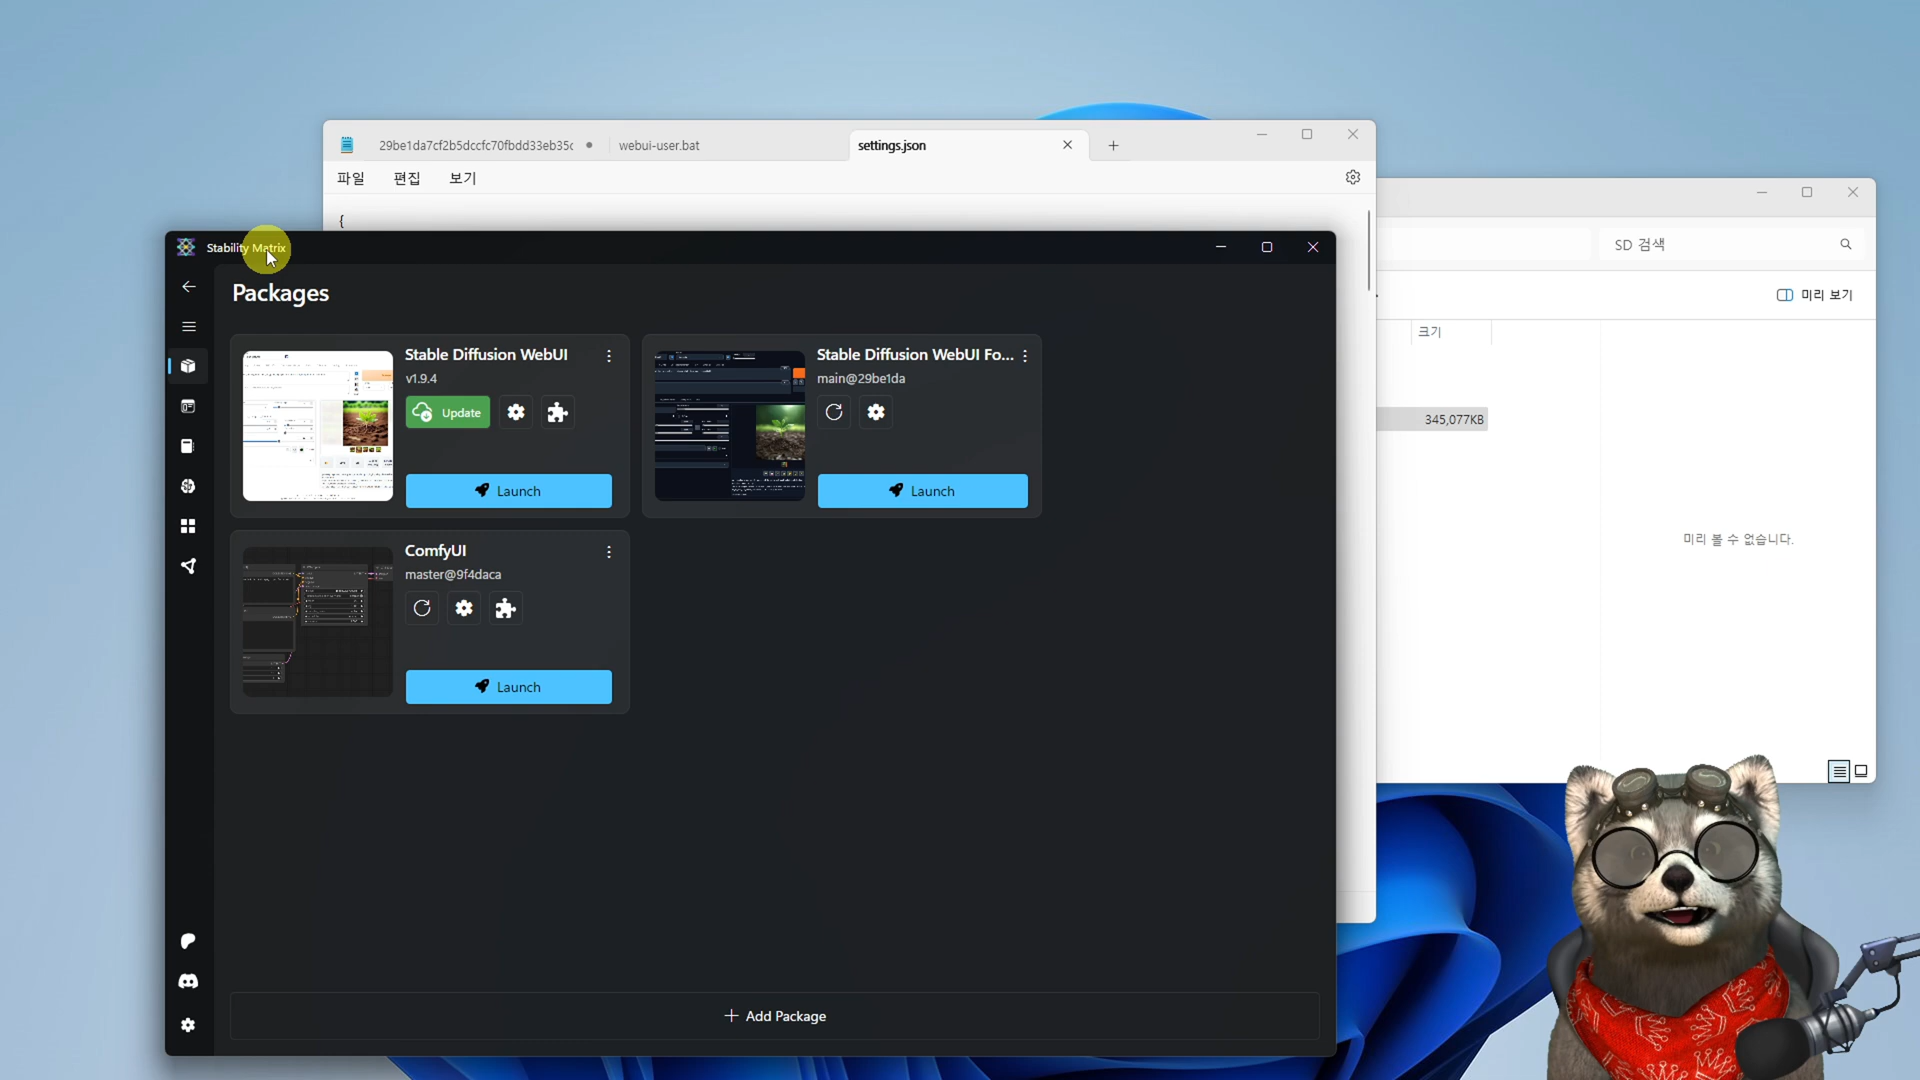 29be1da7cf2b5dccfc70fbdd33eb35c
webui-user.bat
settings.json
파일
편집
보기
{
SD 검색
미리 보기
크기
345,077KB
미리 볼 수 없습니다.
Stability Matrix
Packages
Stable Diffusion WebUI
v1.9.4
Update
Launch
Stable Diffusion WebUI Fo...
main@29be1da
Launch
ComfyUI
master@9f4daca
Launch
Add Package